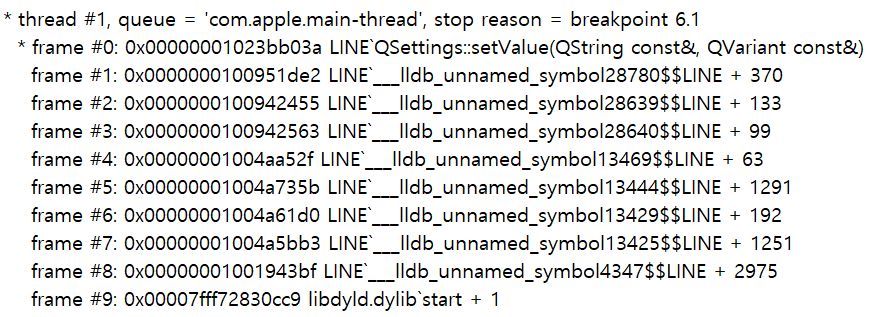 * thread #1, queue = 'com.apple.main-thread', stop reason = breakpoint 6.1
* frame #0: 0x00000001023bb03a LINE`QSettings::setValue(QString const&, QVariant const&)
frame #1: 0x0000000100951de2 LINE`___lldb_unnamed_symbol28780$$LINE + 370
frame #2: 0x0000000100942455 LINE`___lldb_unnamed_symbol28639$$LINE + 133
frame #3: 0x0000000100942563 LINE`___lldb_unnamed_symbol28640$$LINE + 99
frame #4: 0x00000001004aa52f LINE`___lldb_unnamed_symbol13469$$LINE + 63
frame #5: 0x00000001004a735b LINE`___lldb_unnamed_symbol13444$$LINE + 1291
frame #6: 0x00000001004a61d0 LINE`___lldb_unnamed_symbol13429$$LINE + 192
frame #7: 0x00000001004a5bb3 LINE`___lldb_unnamed_symbol13425$$LINE + 1251
frame #8: 0x00000001001943bf LINE`___lldb_unnamed_symbol4347$$LINE + 2975
frame #9: 0x00007fff72830cc9 libdyld.dylib`start + 1